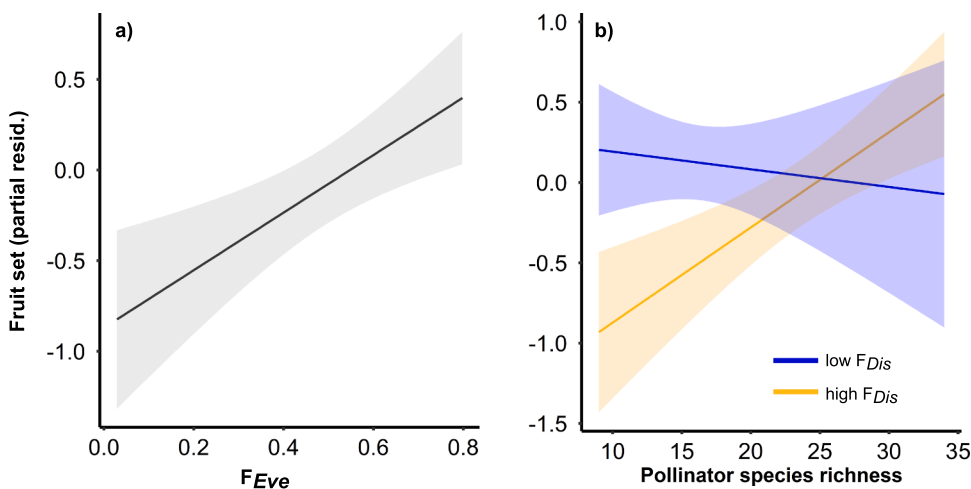 a)
Fruit set (partial resid.)
0.5
0.0
-0.5
-1.0
0.0 0.2 0.4 0.6 0.8
FEve
b)
1.0
0.5
0.0
-0.5
-1.0
-1.5
low FDis
high FDis
10 15 20 25 30 35
Pollinator species richness